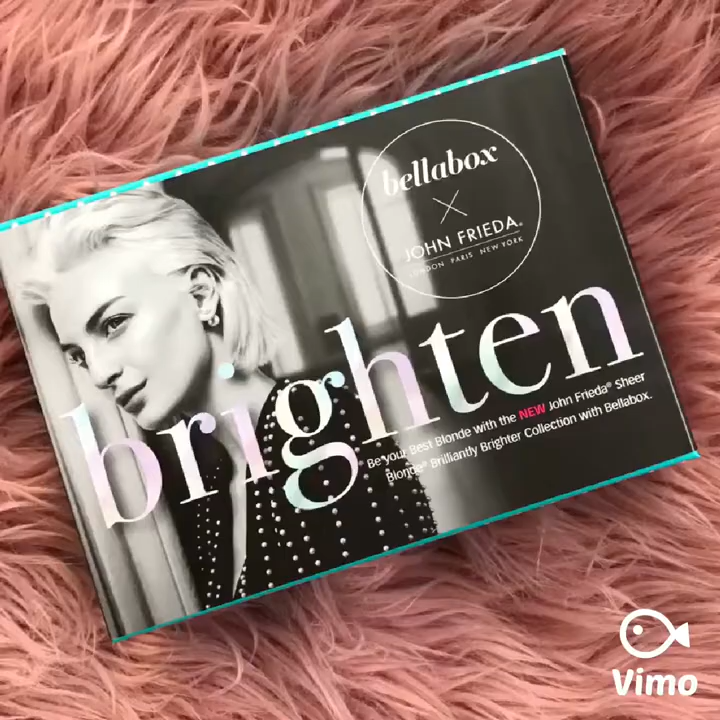 bellabox
X
JOHN FRIEDA®
LONDON PARIS NEW YORK
brighten
Be your Best Blonde with the NEW John Frieda® Sheer
Blonde® Brilliantly Brighter Collection with Bellabox.
Vimo